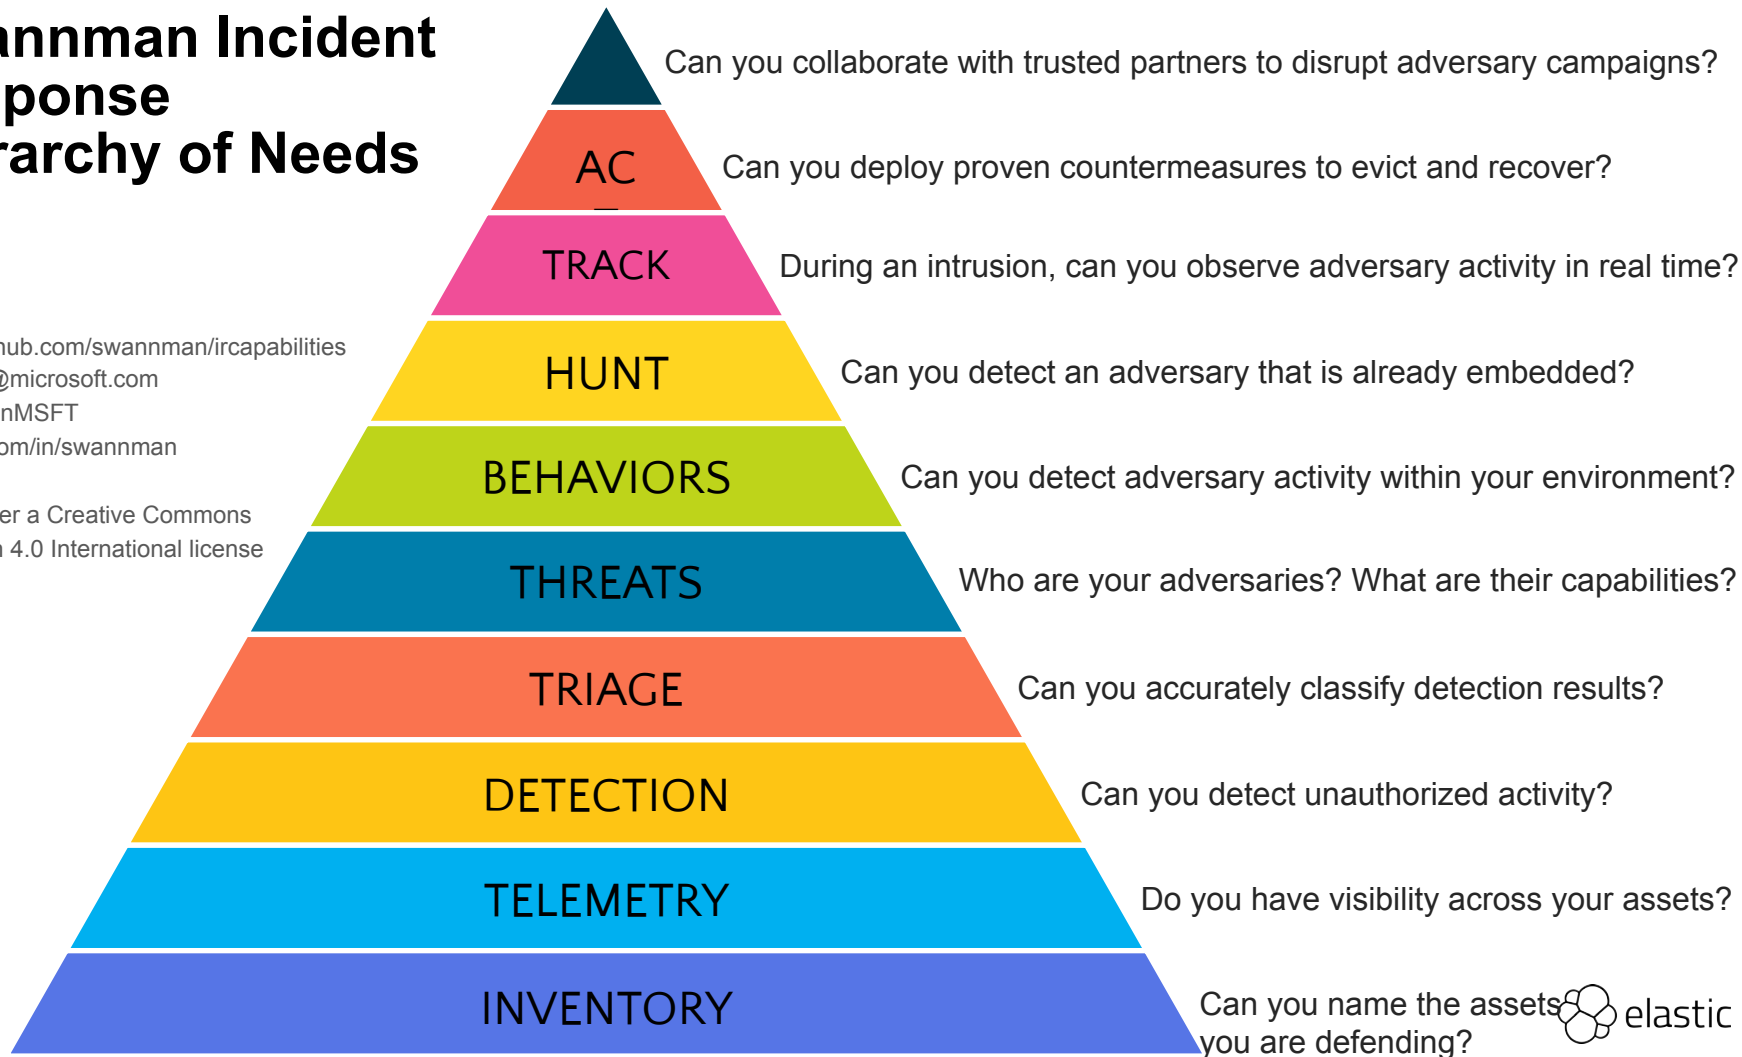 annman Incident
ponse
rarchy of Needs
Can you collaborate with trusted partners to disrupt adversary campaigns?
AC
Can you deploy proven countermeasures to evict and recover?
TRACK
During an intrusion, can you observe adversary activity in real time?
hub.com/swannman/ircapabilities
@microsoft.com
nMSFT
om/in/swannman
HUNT
Can you detect an adversary that is already embedded?
BEHAVIORS
Can you detect adversary activity within your environment?
er a Creative Commons
n 4.0 International license
THREATS
Who are your adversaries? What are their capabilities?
TRIAGE
Can you accurately classify detection results?
DETECTION
Can you detect unauthorized activity?
TELEMETRY
Do you have visibility across your assets?
INVENTORY
Can you name the assets
you are defending?
elastic